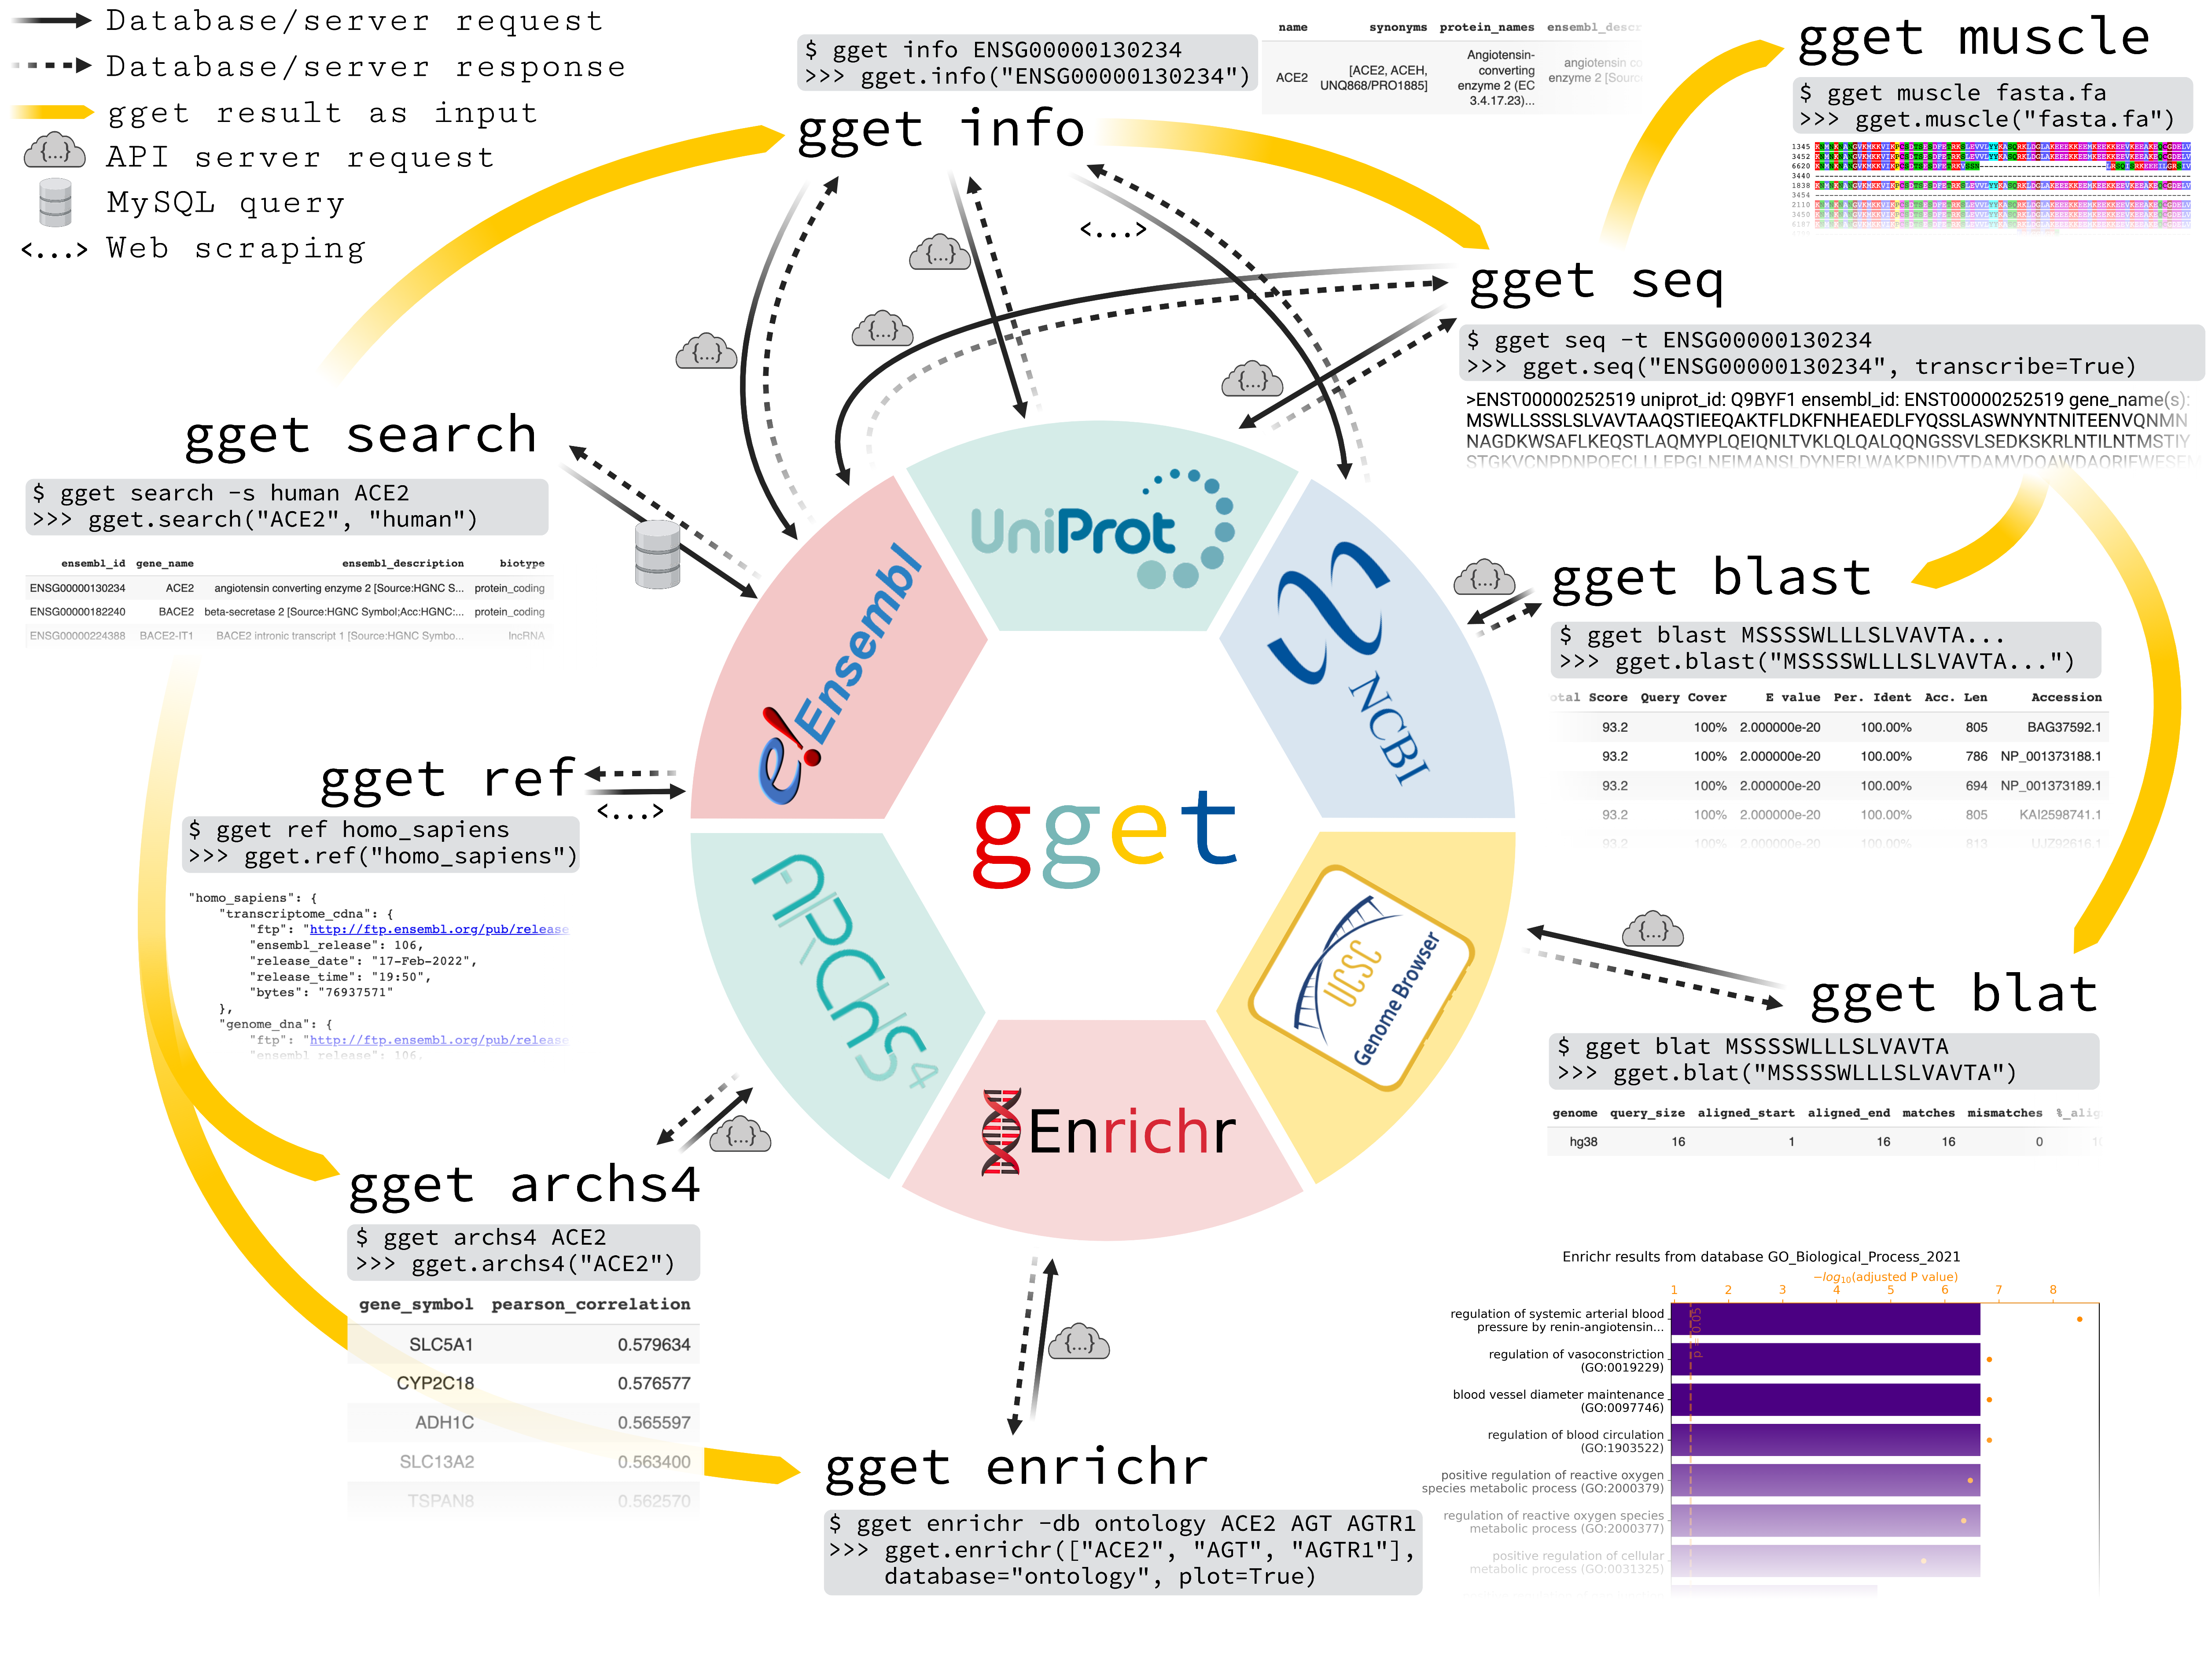 Database/server request
Database/server response
gget result as input
{...} API server request
MySQL query
<...> Web scraping
$ gget info ENSG00000130234
>>> gget.info("ENSG00000130234")
name synonyms protein_names ensembl_descr
ACE2 [ACE2, ACEH, UNQ868/PRO1885] Angiotensin-converting enzyme 2 (EC 3.4.17.23)... angiotensin co enzyme 2 [Sourc
gget info
gget muscle
$ gget muscle fasta.fa
>>> gget.muscle("fasta.fa")
1345
3452
6620
3440
1838
3454
2110
3450
6187
{...}
{...}
{...}
{...}
<...>
gget seq
$ gget seq -t ENSG00000130234
>>> gget.seq("ENSG00000130234", transcribe=True)
>ENST00000252519 uniprot_id: Q9BYF1 ensembl_id: ENST00000252519 gene_name(s):
MSWLLSSSLSLVAVTAAQSTIEEQAKTFLDKFNHEAEDLFYQSSLASWNYNTNITEENVQNMN
NAGDKWSAFLKEQSTLAQMYPLQEIQNLTVKLQLQALQQNGSSVLSEDKSKRLNTILNTMSTIY
STGKVCNPDNPQECLLLEPGLNEIMANSLDYNERLWAKPNIDVTDAMVDQAWDAQRIFWESEM
gget search
$ gget search -s human ACE2
>>> gget.search("ACE2", "human")
ensembl_id gene_name ensembl_description biotype
ENSG00000130234 ACE2 angiotensin converting enzyme 2 [Source:HGNC S... protein_coding
ENSG00000182240 BACE2 beta-secretase 2 [Source:HGNC Symbol;Acc:HGNC:... protein_coding
ENSG00000224388 BACE2-IT1 BACE2 intronic transcript 1 [Source:HGNC Symbo... lncRNA
UniProt
e!Ensembl
NCBI
gget
ARCHS4
Enrichr
UCSC
Genome Browser
{...}
gget blast
$ gget blast MSSSSWLLLSLVAVTA...
>>> gget.blast("MSSSSWLLLSLVAVTA...")
otal Score Query Cover E value Per. Ident Acc. Len Accession
93.2 100% 2.000000e-20 100.00% 805 BAG37592.1
93.2 100% 2.000000e-20 100.00% 786 NP_001373188.1
93.2 100% 2.000000e-20 100.00% 694 NP_001373189.1
93.2 100% 2.000000e-20 100.00% 805 KAI2598741.1
93.2 100% 2.000000e-20 100.00% 813 UJZ92616.1
gget ref
<...>
$ gget ref homo_sapiens
>>> gget.ref("homo_sapiens")
"homo_sapiens": {
"transcriptome_cdna": {
"ftp": "http://ftp.ensembl.org/pub/release
"ensembl_release": 106,
"release_date": "17-Feb-2022",
"release_time": "19:50",
"bytes": "76937571"
},
"genome_dna": {
"ftp": "http://ftp.ensembl.org/pub/release
"ensembl_release": 106,
{...}
gget blat
$ gget blat MSSSSWLLLSLVAVTA
>>> gget.blat("MSSSSWLLLSLVAVTA")
genome query_size aligned_start aligned_end matches mismatches %_alig
hg38 16 1 16 16 0 10
{...}
gget archs4
$ gget archs4 ACE2
>>> gget.archs4("ACE2")
gene_symbol pearson_correlation
SLC5A1 0.579634
CYP2C18 0.576577
ADH1C 0.565597
SLC13A2 0.563400
TSPAN8 0.562570
{...}
gget enrichr
$ gget enrichr -db ontology ACE2 AGT AGTR1
>>> gget.enrichr(["ACE2", "AGT", "AGTR1"],
database="ontology", plot=True)
Enrichr results from database GO_Biological_Process_2021
−log10(adjusted P value)
1 2 3 4 5 6 7 8
p = 0.05
regulation of systemic arterial blood
pressure by renin-angiotensin...
regulation of vasoconstriction
(GO:0019229)
blood vessel diameter maintenance
(GO:0097746)
regulation of blood circulation
(GO:1903522)
positive regulation of reactive oxygen
species metabolic process (GO:2000379)
regulation of reactive oxygen species
metabolic process (GO:2000377)
positive regulation of cellular
metabolic process (GO:0031325)